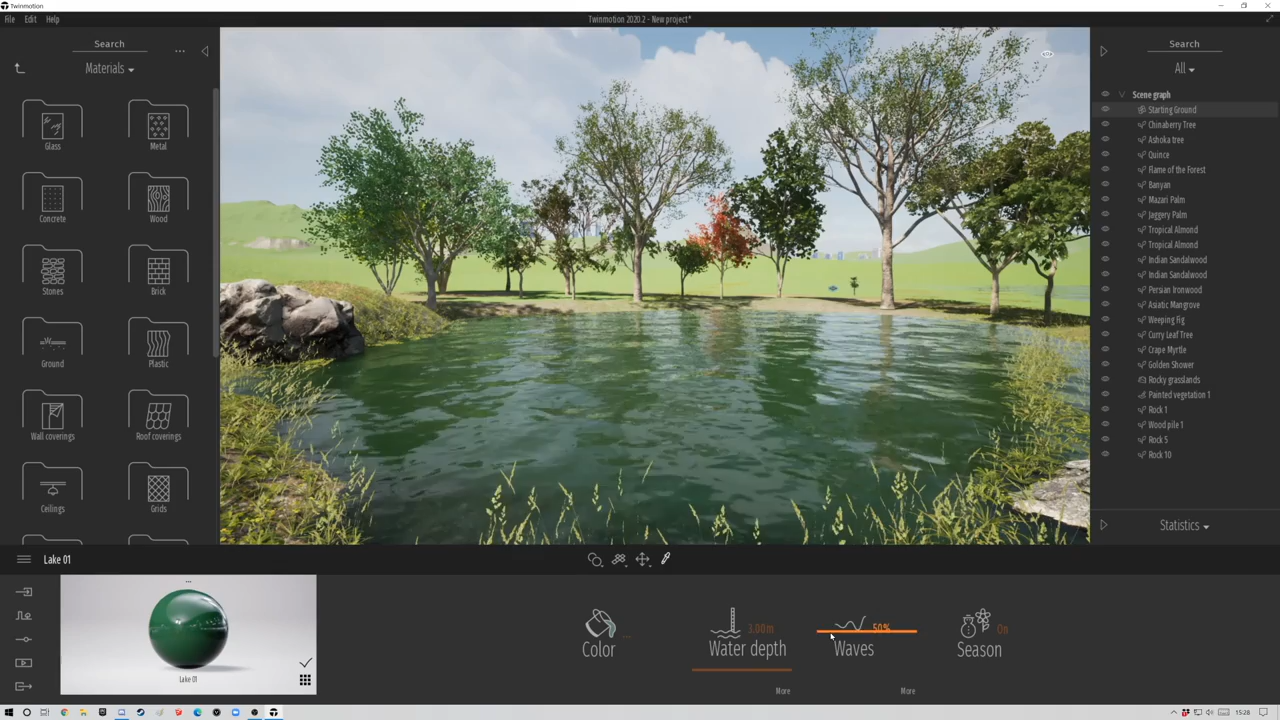 Twinmotion
File Edit Help
Twinmotion 2020.2 - New project*
Search
...
Materials
Glass
Metal
Concrete
Wood
Stones
Brick
Ground
Plastic
Wall coverings
Roof coverings
Ceilings
Grids
Search
All
Scene graph
Starting Ground
Chinaberry Tree
Ashoka tree
Quince
Flame of the Forest
Banyan
Mazari Palm
Jaggery Palm
Tropical Almond
Tropical Almond
Indian Sandalwood
Indian Sandalwood
Persian Ironwood
Asiatic Mangrove
Weeping Fig
Curry Leaf Tree
Crape Myrtle
Golden Shower
Rocky grasslands
Painted vegetation 1
Rock 1
Wood pile 1
Rock 5
Rock 10
Statistics
Lake 01
...
Lake 01
Color
...
3.00 m
Water depth
More
50%
Waves
More
On
Season
15:28